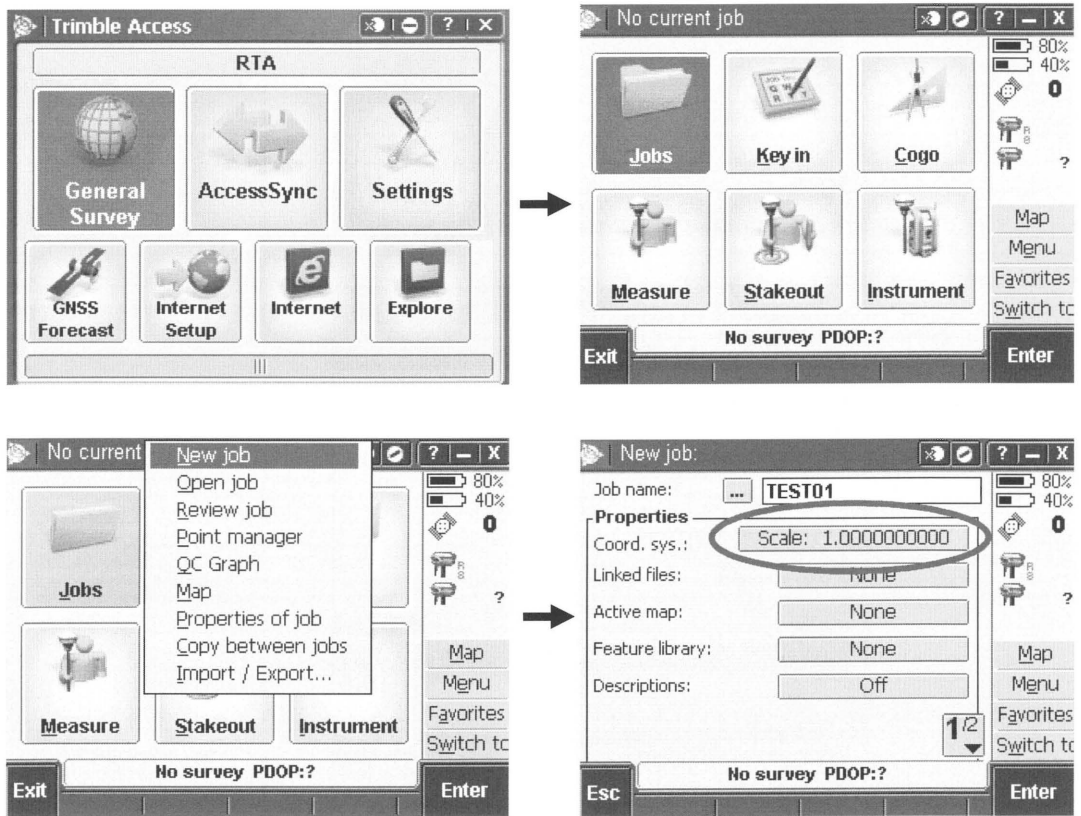 Trimble Access
? X
RTA
General Survey
AccessSync
Settings
GNSS Forecast
Internet Setup
Internet
Explore
No current job
? – X
80%
40%
0
Jobs
Key in
Cogo
R
8
?
Measure
Stakeout
Instrument
Map
Menu
Favorites
Switch to
No survey PDOP:?
Exit
Enter
No current
? – X
New job
Open job
Review job
Point manager
QC Graph
Map
Properties of job
Copy between jobs
Import / Export...
80%
40%
0
R
8
?
Jobs
Measure
Stakeout
Instrument
Map
Menu
Favorites
Switch to
No survey PDOP:?
Exit
Enter
New job:
? – X
Job name: ... TEST01
Properties
Coord. sys.: Scale: 1.0000000000
Linked files: None
Active map: None
Feature library: None
Descriptions: Off
1/2
80%
40%
0
R
8
?
Map
Menu
Favorites
Switch to
No survey PDOP:?
Esc
Enter